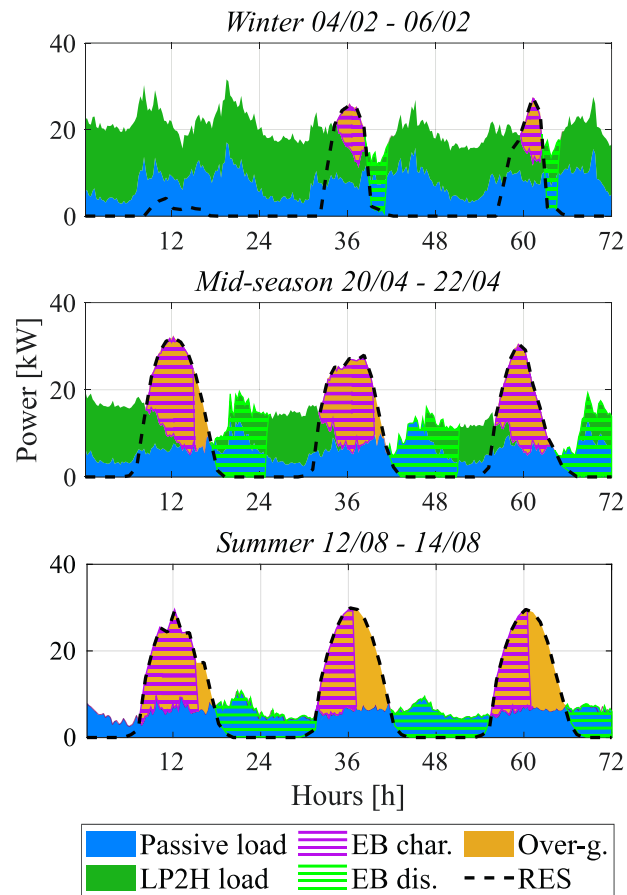 Winter 04/02 - 06/02
40
20
0
12 24 36 48 60 72
Mid-season 20/04 - 22/04
40
20
0
12 24 36 48 60 72
Power [kW]
Summer 12/08 - 14/08
40
20
0
12 24 36 48 60 72
Hours [h]
Passive load EB char. Over-g.
LP2H load EB dis. RES